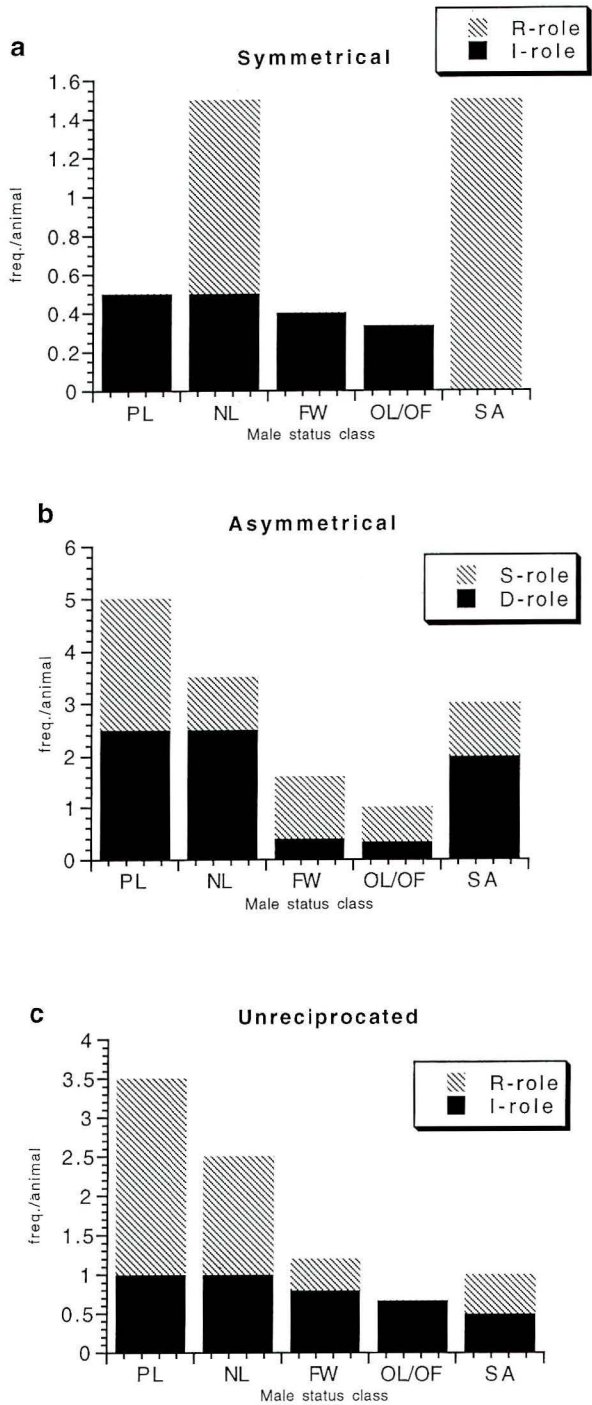 a
Symmetrical
R-role
I-role
1.6
1.4
1.2
1
0.8
0.6
0.4
0.2
0
freq./animal
PL NL FW OL/OF SA
Male status class
b
Asymmetrical
S-role
D-role
6
5
4
3
2
1
0
freq./animal
PL NL FW OL/OF SA
Male status class
c
Unreciprocated
R-role
I-role
4
3.5
3
2.5
2
1.5
1
0.5
0
freq./animal
PL NL FW OL/OF SA
Male status class